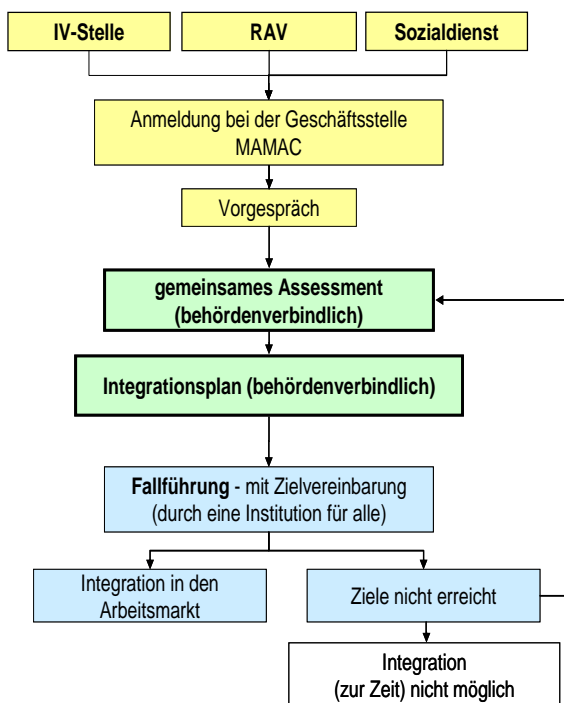 IV-Stelle
RAV
Sozialdienst
Anmeldung bei der Geschäftsstelle
MAMAC
Vorgespräch
gemeinsames Assessment
(behördenverbindlich)
Integrationsplan (behördenverbindlich)
Fallführung - mit Zielvereinbarung
(durch eine Institution für alle)
Integration in den
Arbeitsmarkt
Ziele nicht erreicht
Integration
(zur Zeit) nicht möglich